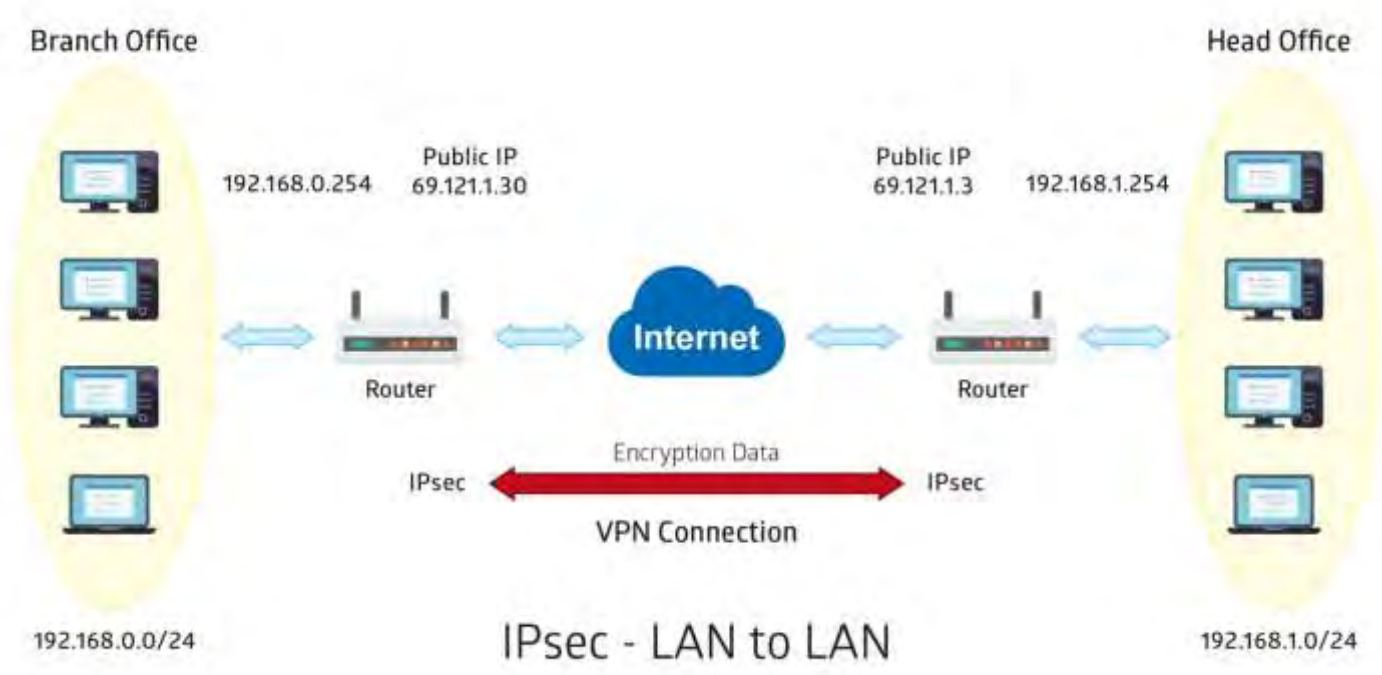 Branch Office
Head Office
Public IP
69.121.1.30
192.168.0.254
Public IP
69.121.1.3
192.168.1.254
Internet
Router
Router
Encryption Data
IPsec
IPsec
VPN Connection
192.168.0.0/24
IPsec - LAN to LAN
192.168.1.0/24